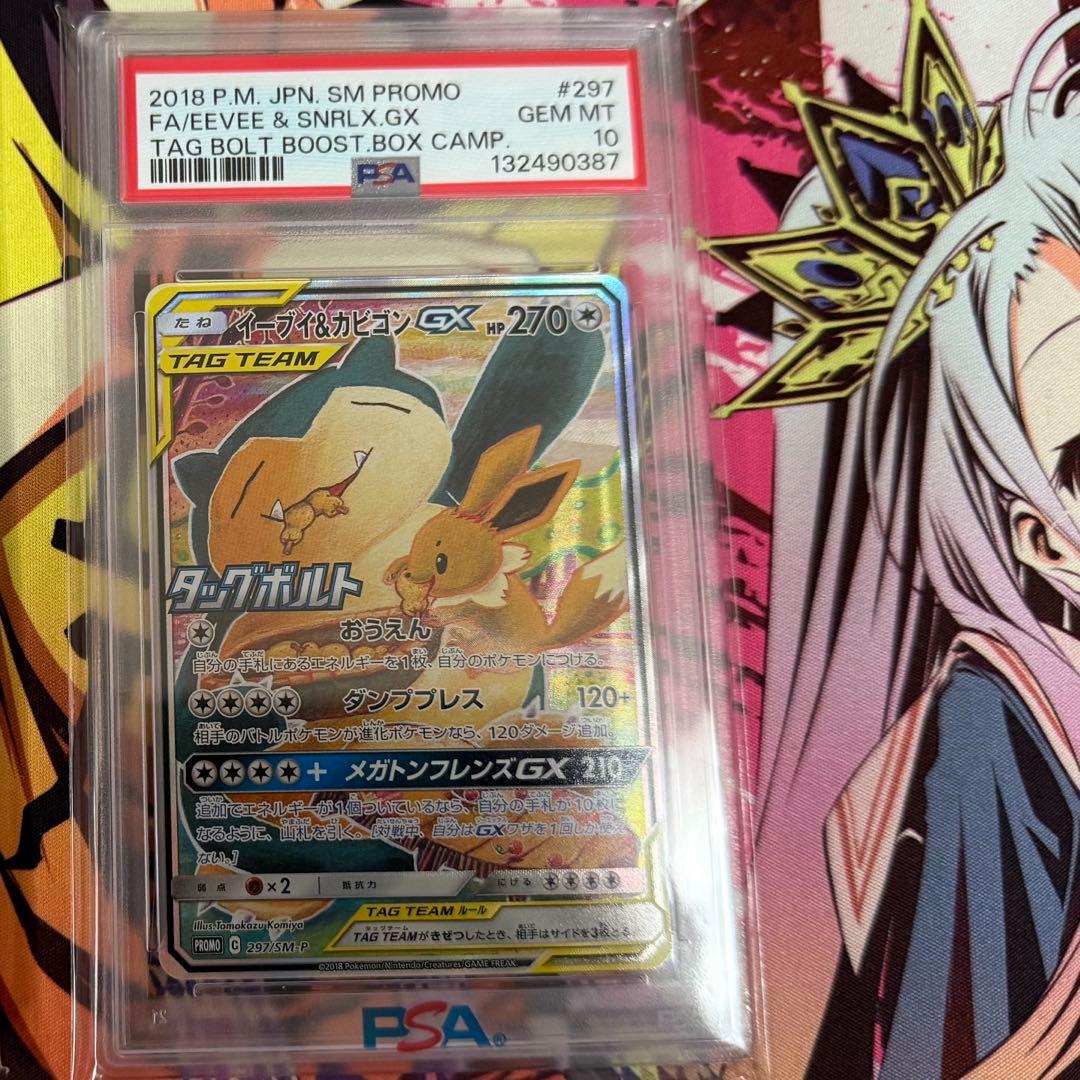 2018 P.M. JPN. SM PROMO #297
FA/EEVEE & SNRLX.GX GEM MT
TAG BOLT BOOST.BOX CAMP. 10
PSA 132490387
たね イーブイ&カビゴンGX HP270
TAG TEAM
タッグボルト
おうえん
自分の手札にあるエネルギーを1枚、自分のポケモンにつける。
ダンププレス 120+
相手のバトルポケモンが進化ポケモンなら、120ダメージ追加。
+ メガトンフレンズGX 210
追加でエネルギーが1個ついているなら、自分の手札が10枚に
なるように、山札を引く。[対戦中、自分はGXワザを1回しか使え
ない。]
弱点 ×2 抵抗力 にげる
TAG TEAM ルール
TAG TEAMがきぜつしたとき、相手はサイドを3枚とる。
Illus.Tomokazu Komiya
PROMO C 297/SM-P
©2018 Pokémon/Nintendo/Creatures/GAME FREAK.
PSA®